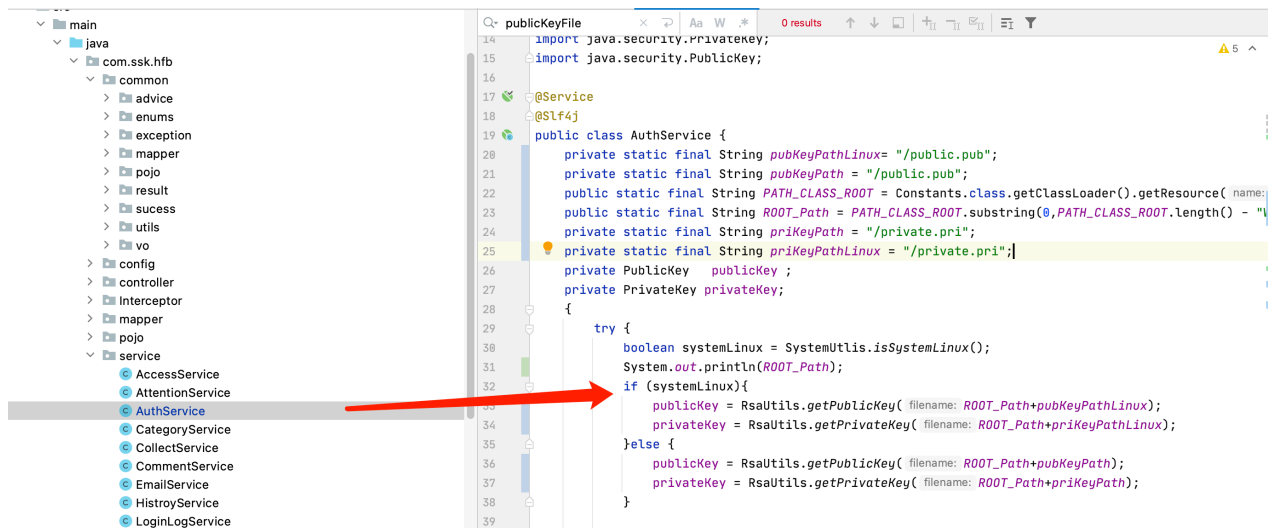 main
java
com.ssk.hfb
common
advice
enums
exception
mapper
pojo
result
sucess
utils
vo
config
controller
Interceptor
mapper
pojo
service
AccessService
AttentionService
AuthService
CategoryService
CollectService
CommentService
EmailService
HistroyService
LoginLogService
publicKeyFile Aa W .* 0 results
5
14 import java.security.PrivateKey;
15 import java.security.PublicKey;
16
17 @Service
18 @Slf4j
19 public class AuthService {
20 private static final String pubKeyPathLinux= "/public.pub";
21 private static final String pubKeyPath = "/public.pub";
22 public static final String PATH_CLASS_ROOT = Constants.class.getClassLoader().getResource( name:
23 public static final String ROOT_Path = PATH_CLASS_ROOT.substring(0,PATH_CLASS_ROOT.length() - "
24 private static final String priKeyPath = "/private.pri";
25 private static final String priKeyPathLinux = "/private.pri";
26 private PublicKey publicKey ;
27 private PrivateKey privateKey;
28 {
29 try {
30 boolean systemLinux = SystemUtlis.isSystemLinux();
31 System.out.println(ROOT_Path);
32 if (systemLinux){
33 publicKey = RsaUtils.getPublicKey( filename: ROOT_Path+pubKeyPathLinux);
34 privateKey = RsaUtils.getPrivateKey( filename: ROOT_Path+priKeyPathLinux);
35 }else {
36 publicKey = RsaUtils.getPublicKey( filename: ROOT_Path+pubKeyPath);
37 privateKey = RsaUtils.getPrivateKey( filename: ROOT_Path+priKeyPath);
38 }
39